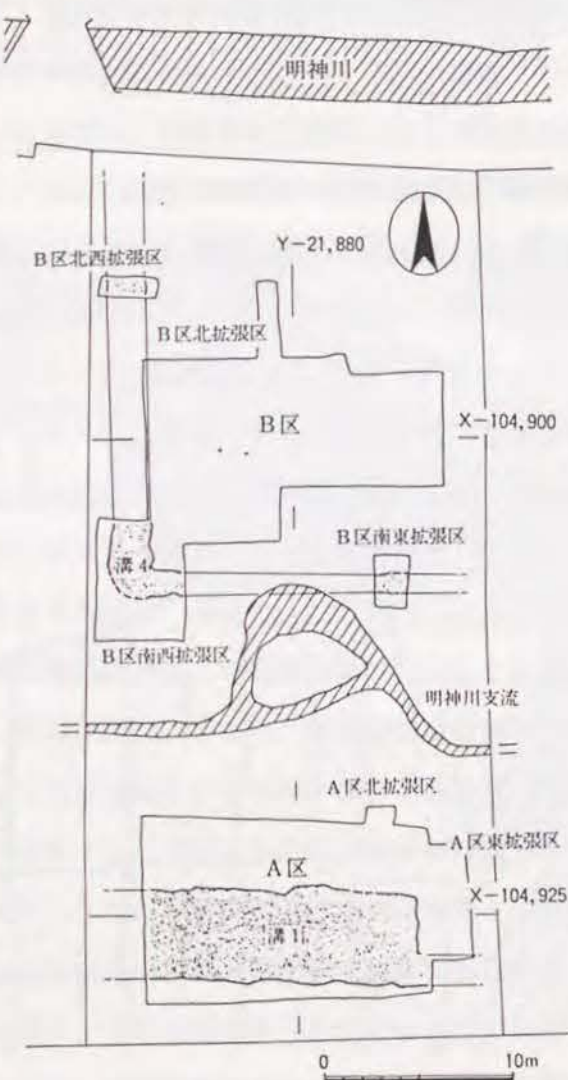 明神川
Y-21,880
B区北西拡張区
B区北拡張区
B区
X-104,900
B区南東拡張区
溝4
B区南西拡張区
明神川支流
A区北拡張区
A区東拡張区
A区
X-104,925
溝1
0 10m